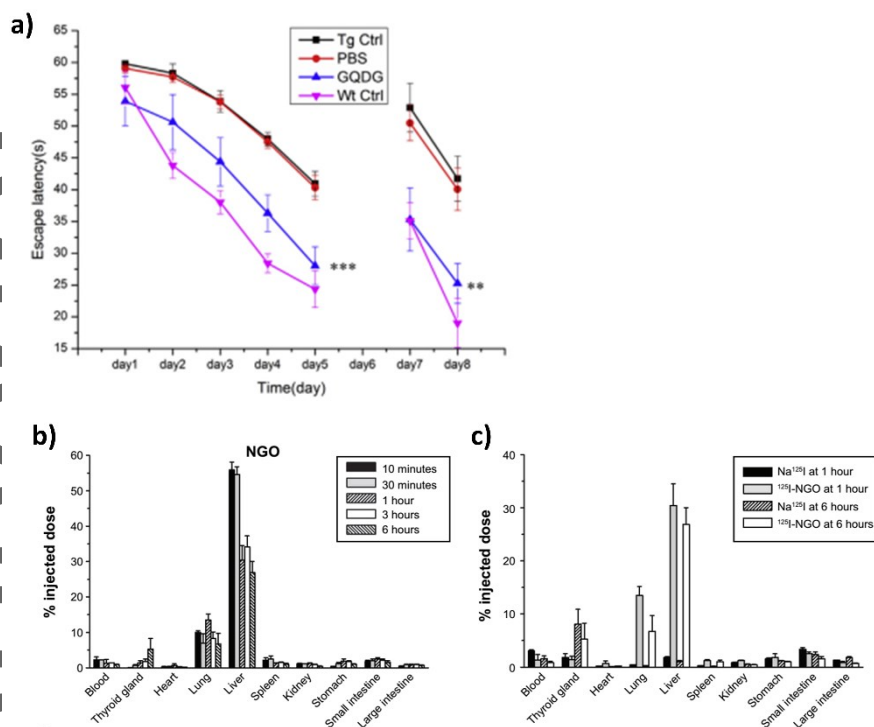 a)
65
60
55
50
45
40
35
30
25
20
15
Escape latency(s)
Tg Ctrl
PBS
GQDG
Wt Ctrl
***
**
day1 day2 day3 day4 day5 day6 day7 day8
Time(day)
b)
NGO
60
50
40
30
20
10
0
% injected dose
10 minutes
30 minutes
1 hour
3 hours
6 hours
Blood Thyroid gland Heart Lung Liver Spleen Kidney Stomach Small intestine Large intestine
c)
40
30
20
10
0
% injected dose
Na¹²⁵I at 1 hour
¹²⁵I-NGO at 1 hour
Na¹²⁵I at 6 hours
¹²⁵I-NGO at 6 hours
Blood Thyroid gland Heart Lung Liver Spleen Kidney Stomach Small intestine Large intestine